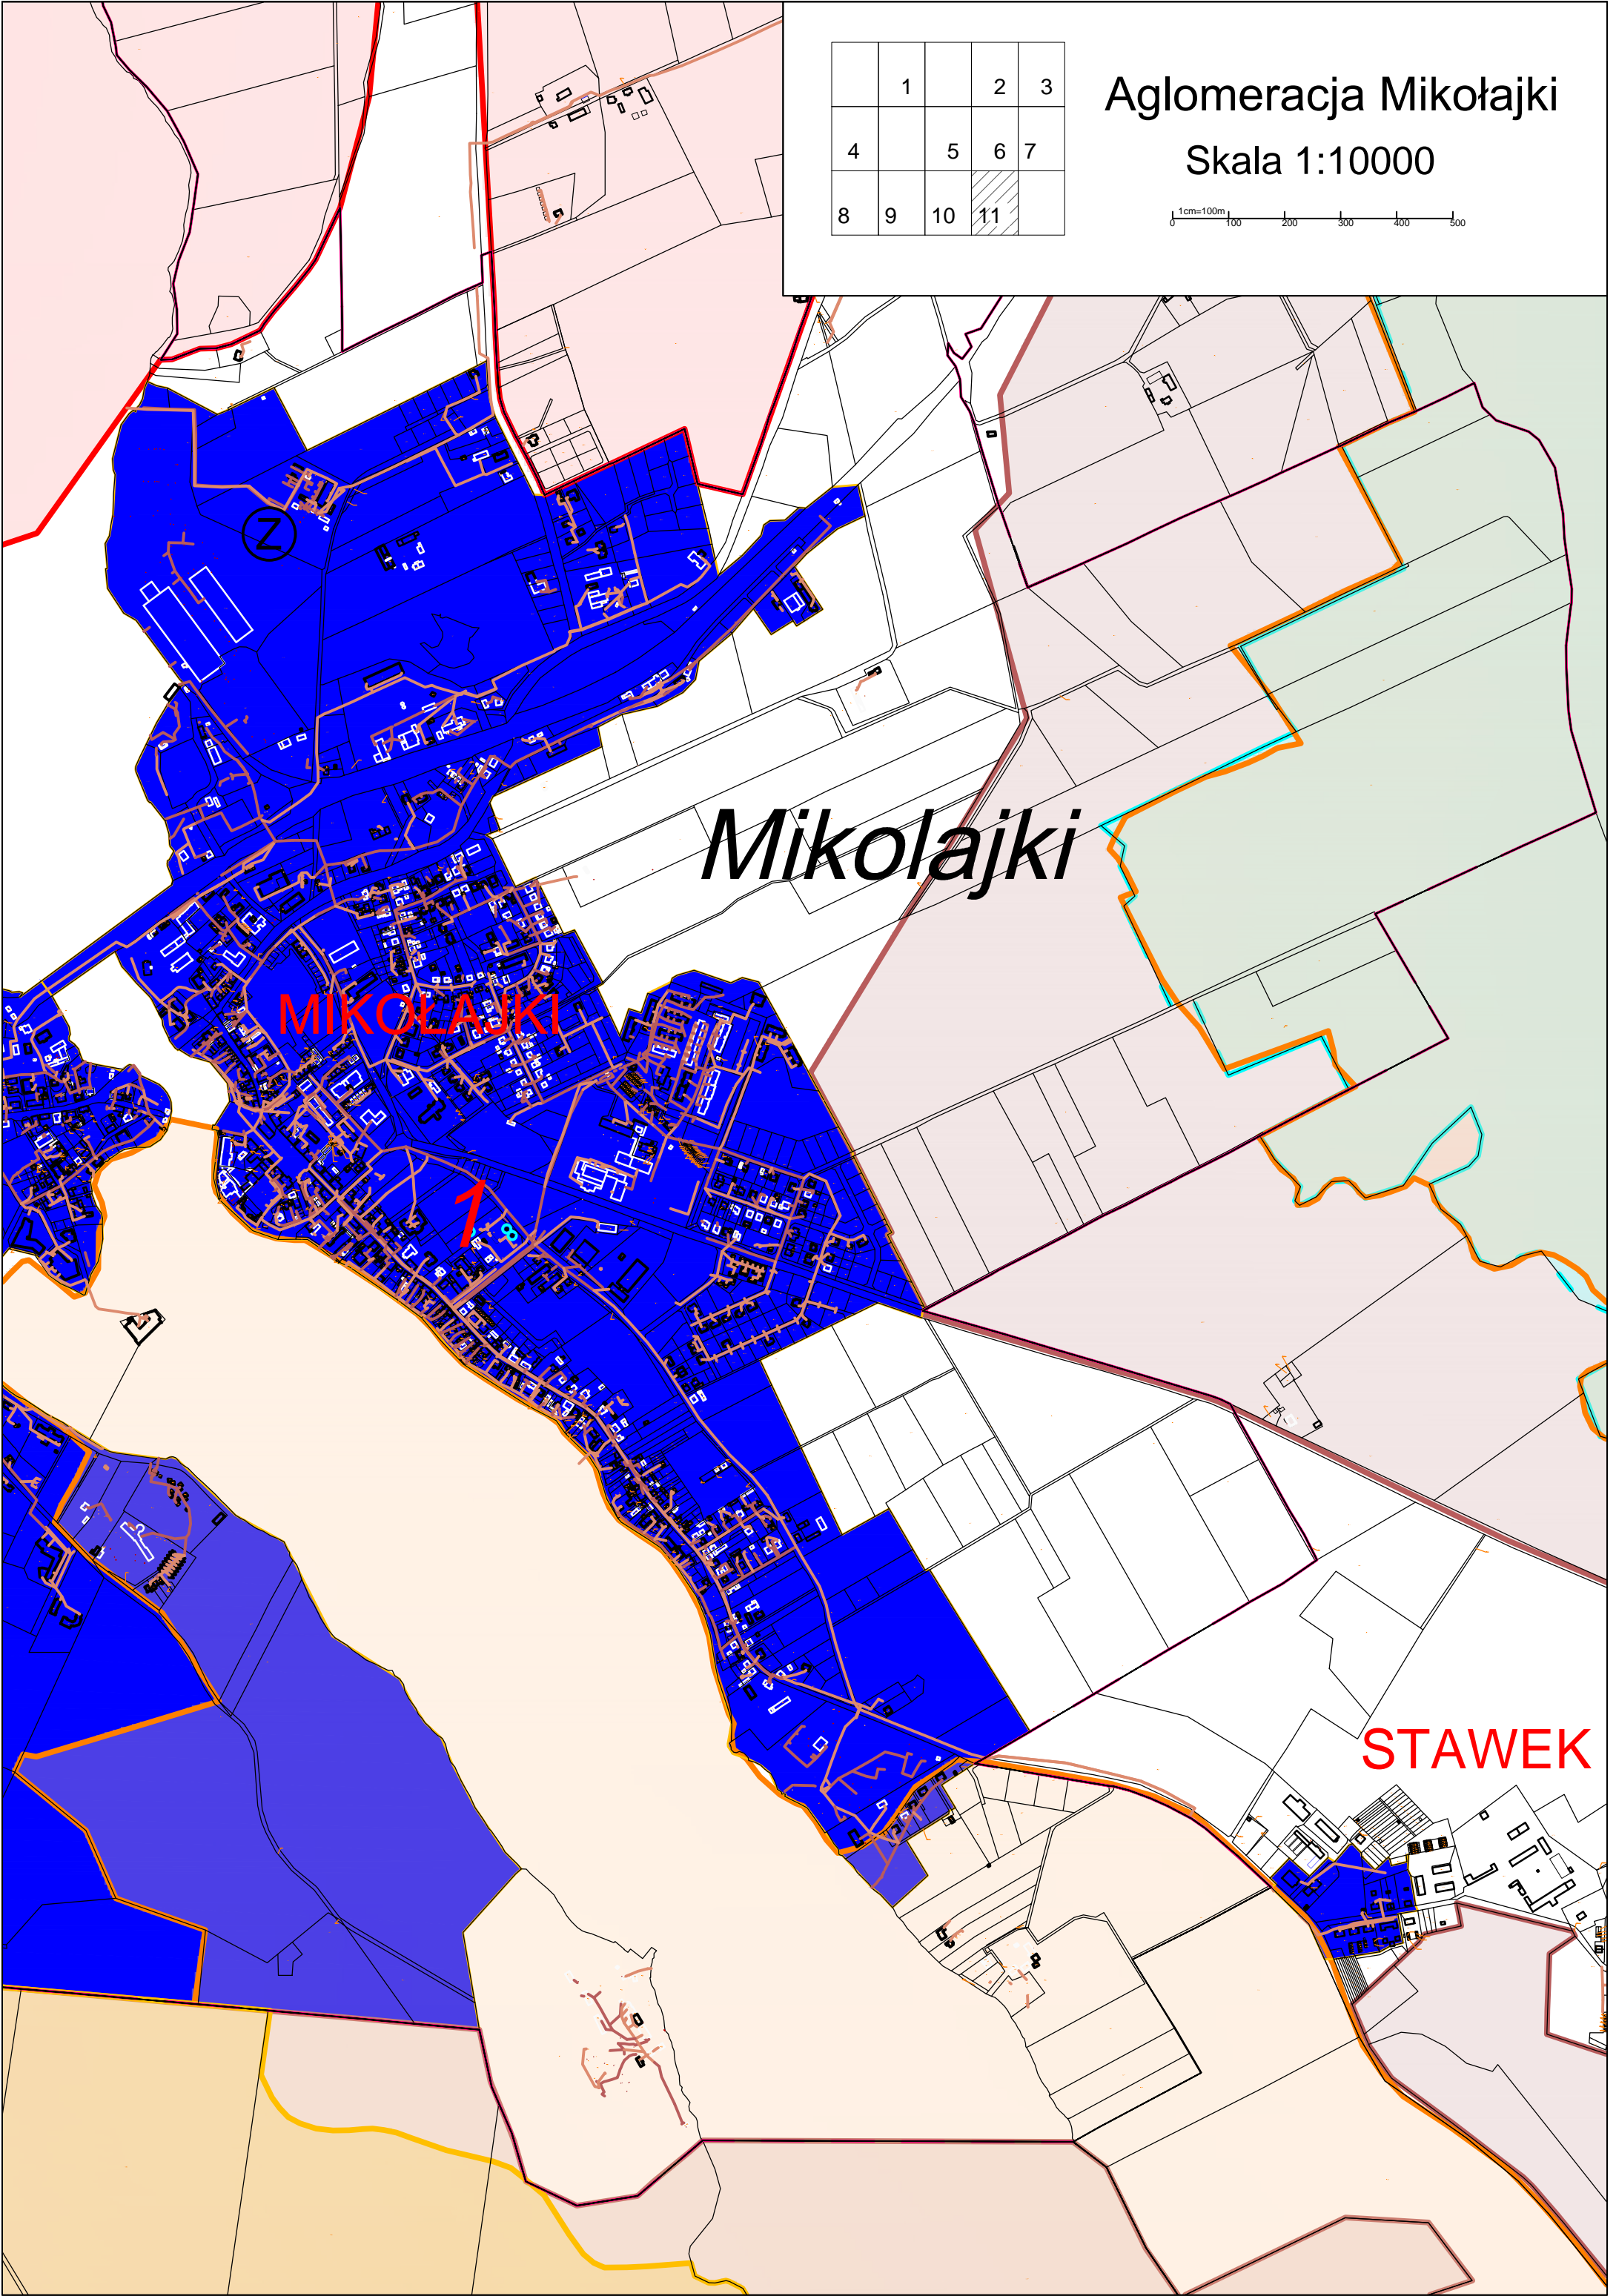 1 2 3
4 5 6 7
8 9 10 11
Aglomeracja Mikołajki
Skala 1:10000
1cm=100m
0 100 200 300 400 500
Z
Mikolajki
MIKOŁAJKI
1
8
STAWEK